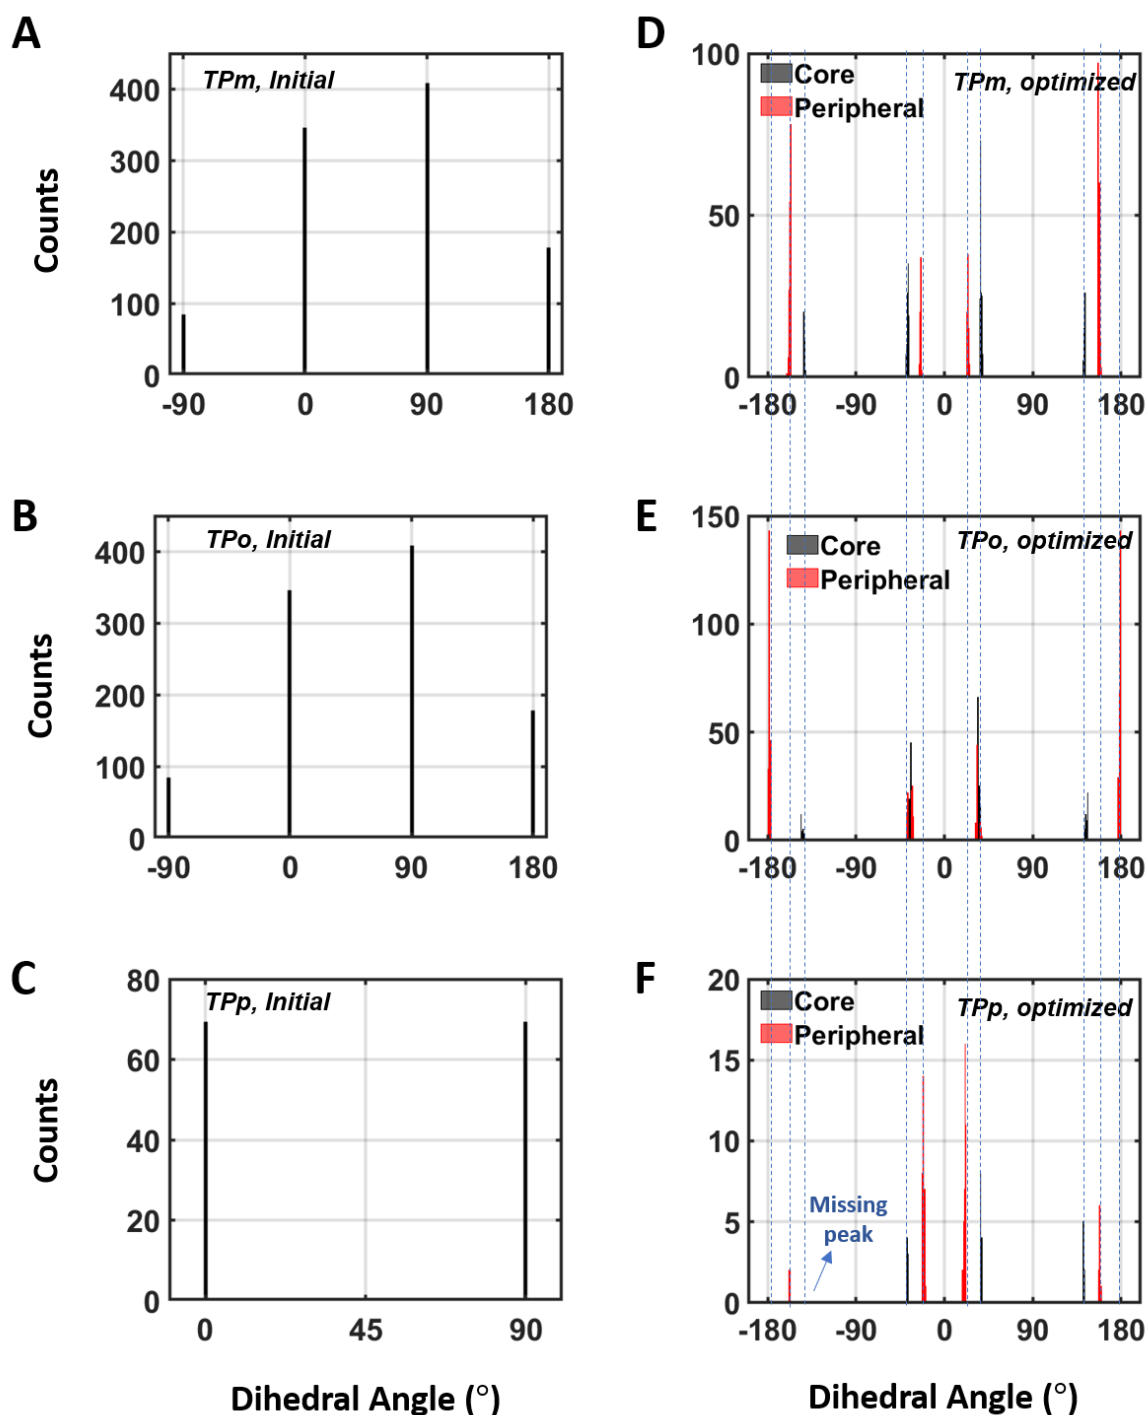 A
TPm, Initial
Counts
400
300
200
100
0
-90 0 90 180
D
100
50
0
Core
Peripheral
TPm, optimized
-180 -90 0 90 180
B
TPo, Initial
Counts
400
300
200
100
0
-90 0 90 180
E
150
100
50
0
Core
Peripheral
TPo, optimized
-180 -90 0 90 180
C
TPp, Initial
Counts
80
60
40
20
0
0 45 90
Dihedral Angle (°)
F
20
15
10
5
0
Core
Peripheral
TPp, optimized
Missing
peak
-180 -90 0 90 180
Dihedral Angle (°)